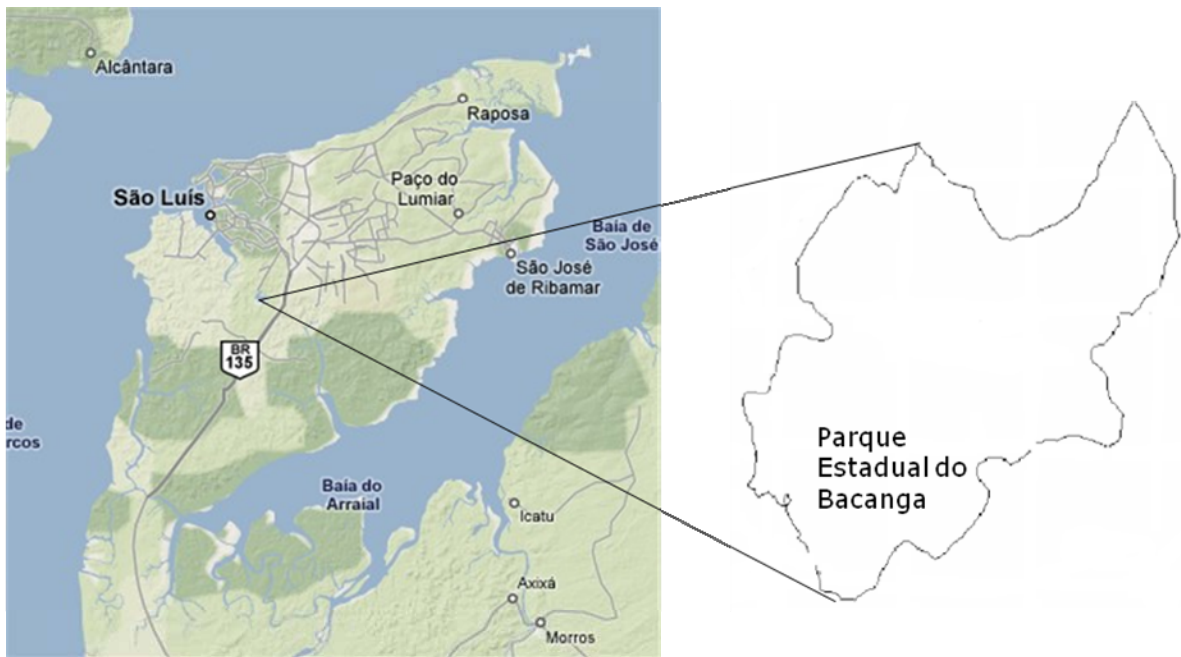 Alcântara
Raposa
Paço do
Lumiar
São Luís
Baía de
São José
São José
de Ribamar
BR
135
de
rcos
Baía do
Arraial
Icatu
Axixá
Morros
Parque
Estadual do
Bacanga